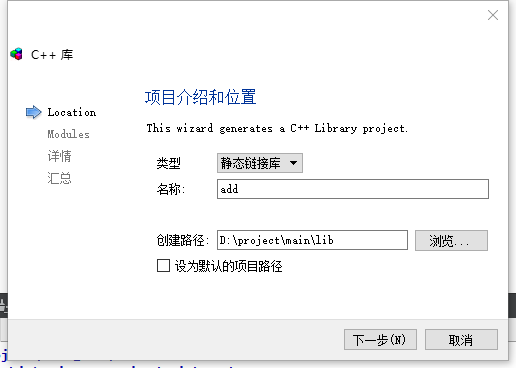 C++ 库
项目介绍和位置
Location
This wizard generates a C++ Library project.
Modules
详情
汇总
类型
静态链接库
名称:
add
创建路径:
D:\project\main\lib
浏览...
设为默认的项目路径
下一步(N)
取消